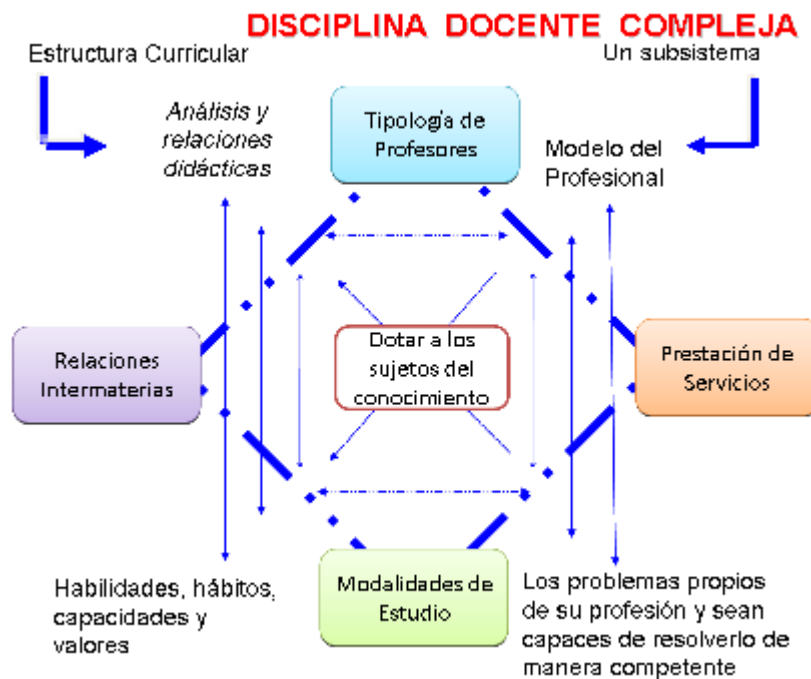 DISCIPLINA DOCENTE COMPLEJA
Estructura Curricular
Un subsistema
Análisis y
relaciones
didácticas
Tipología de
Profesores
Modelo del
Profesional
Relaciones
Intermaterias
Dotar a los
sujetos del
conocimiento
Prestación de
Servicios
Habilidades, hábitos,
capacidades y
valores
Modalidades de
Estudio
Los problemas propios
de su profesión y sean
capaces de resolverlo de
manera competente